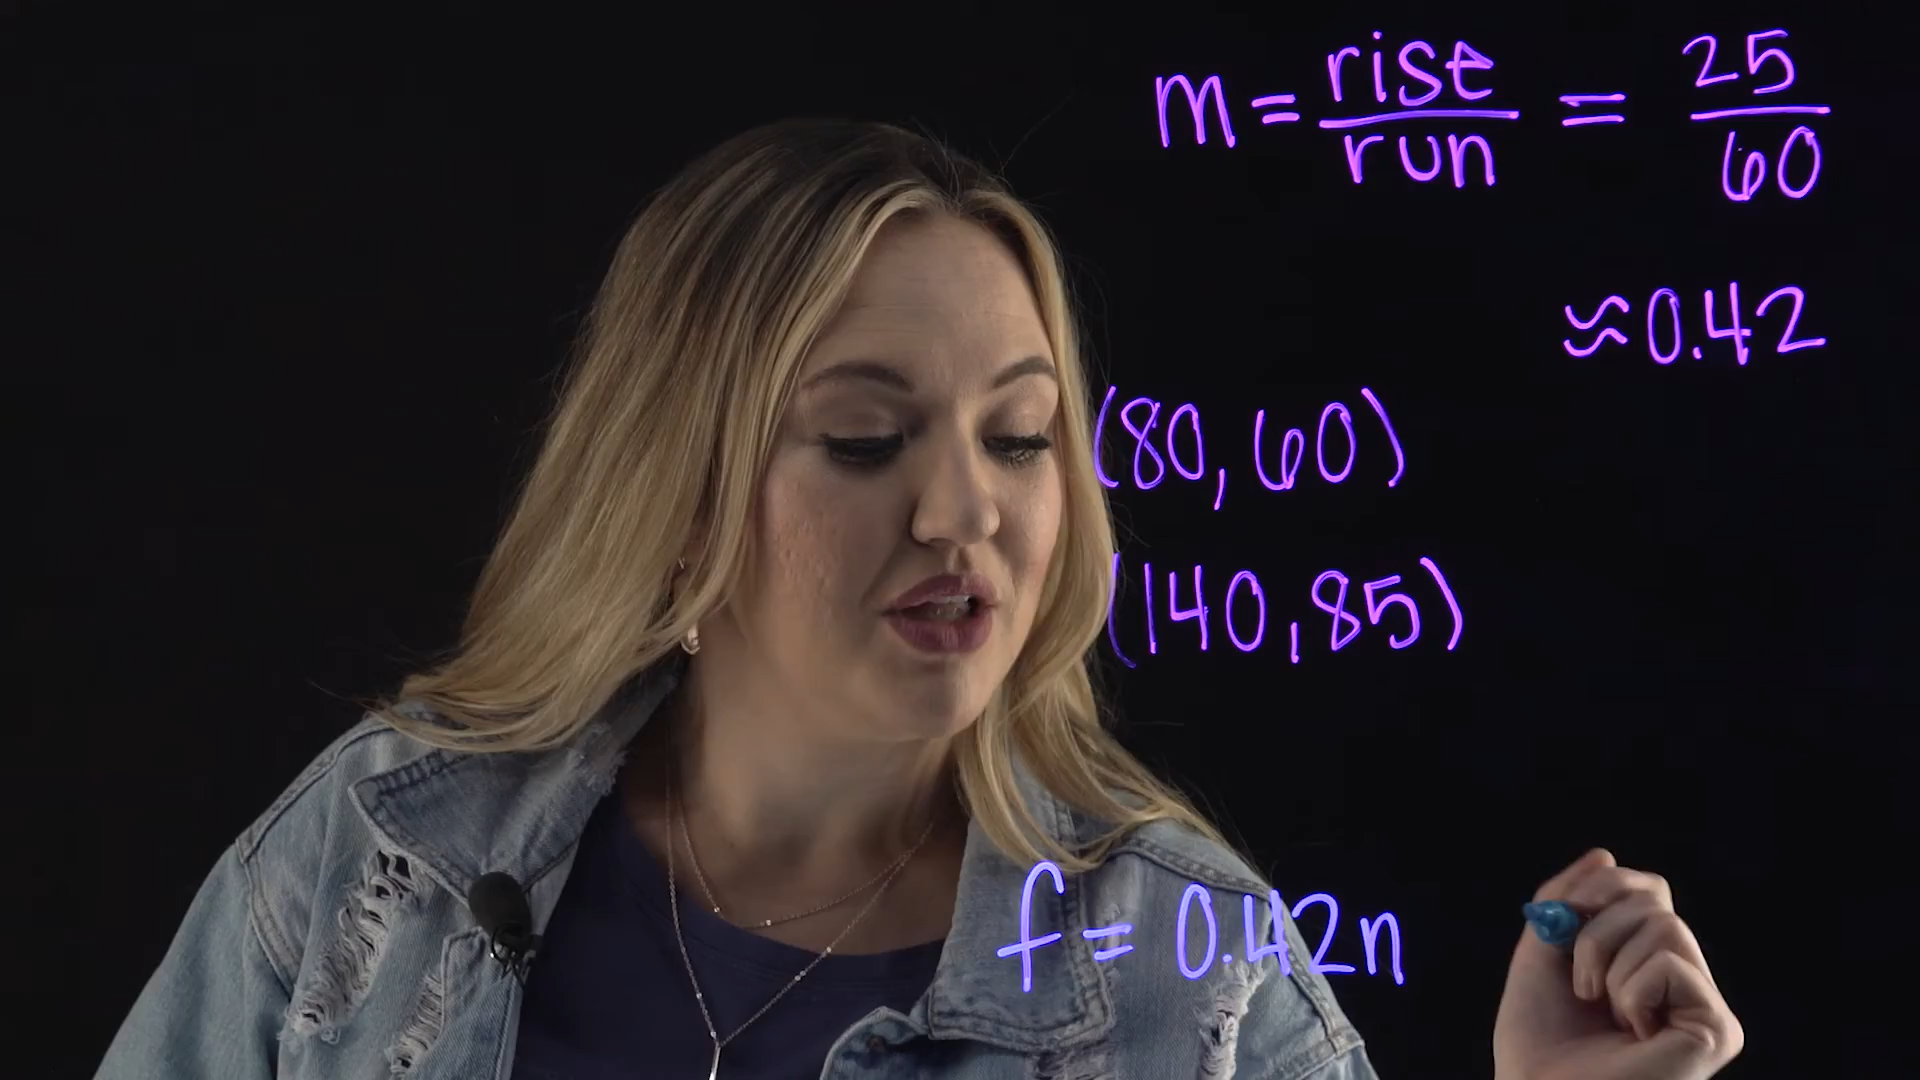 m = rise/run = 25/60
≈ 0.42
(80, 60)
(140, 85)
f = 0.42n